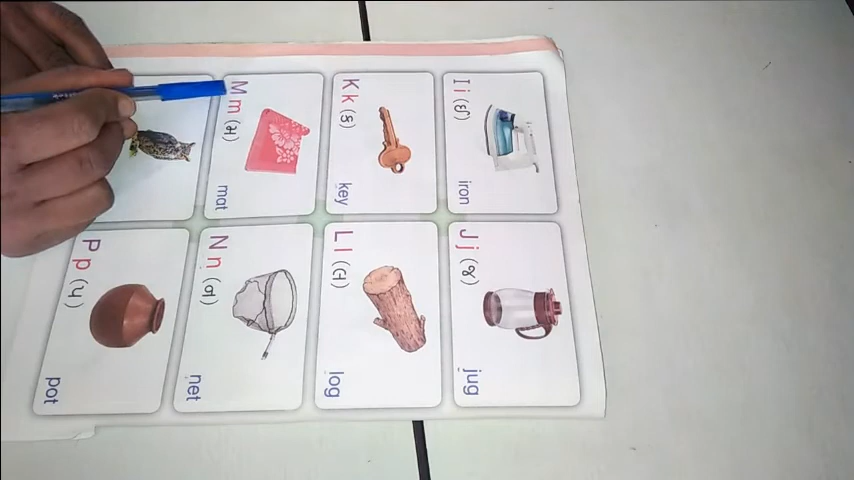 I i (ઈ)
iron
J j (જ)
jug
K k (ક)
key
L l (લ)
log
M m (મ)
mat
N n (ન)
net
P p (પ)
pot